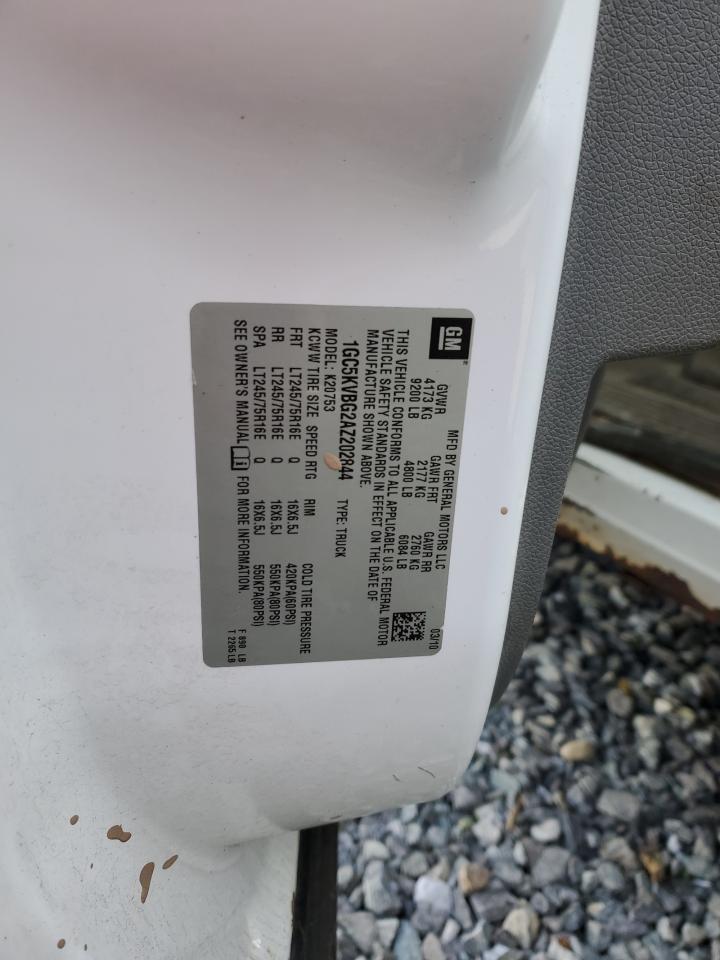 GM
MFD BY GENERAL MOTORS LLC
03/10
GVWR GAWR FRT GAWR RR
4173 KG 2177 KG 2760 KG
9200 LB 4800 LB 6084 LB
THIS VEHICLE CONFORMS TO ALL APPLICABLE U.S. FEDERAL MOTOR
VEHICLE SAFETY STANDARDS IN EFFECT ON THE DATE OF
MANUFACTURE SHOWN ABOVE.
1GC5KVBG2AZ202844 TYPE: TRUCK
MODEL: K20753
KCWW TIRE SIZE SPEED RTG RIM COLD TIRE PRESSURE
FRT LT245/75R16E Q 16X6.5J 420KPA(60PSI)
RR LT245/75R16E Q 16X6.5J 550KPA(80PSI)
SPA LT245/75R16E Q 16X6.5J 550KPA(80PSI)
SEE OWNER'S MANUAL FOR MORE INFORMATION.
F 890 LB
T 2265 LB